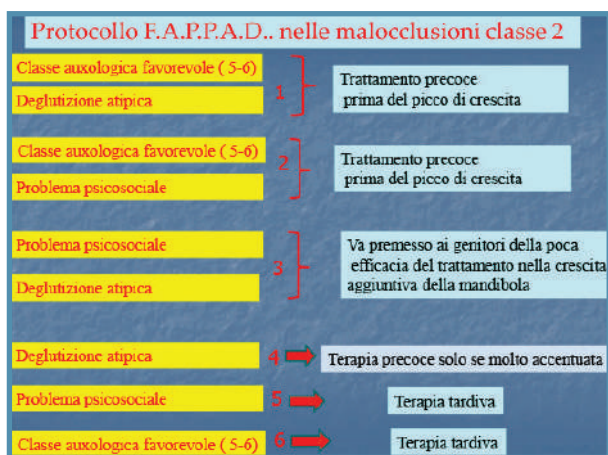 Protocollo F.A.P.P.A.D.. nelle malocclusioni classe 2
Classe auxologica favorevole ( 5-6)
Deglutizione atipica
1
Trattamento precoce
prima del picco di crescita
Classe auxologica favorevole ( 5-6)
Problema psicosociale
2
Trattamento precoce
prima del picco di crescita
Problema psicosociale
Deglutizione atipica
3
Va premesso ai genitori della poca
efficacia del trattamento nella crescita
aggiuntiva della mandibola
Deglutizione atipica
4
Terapia precoce solo se molto accentuata
Problema psicosociale
5
Terapia tardiva
Classe auxologica favorevole ( 5-6)
6
Terapia tardiva